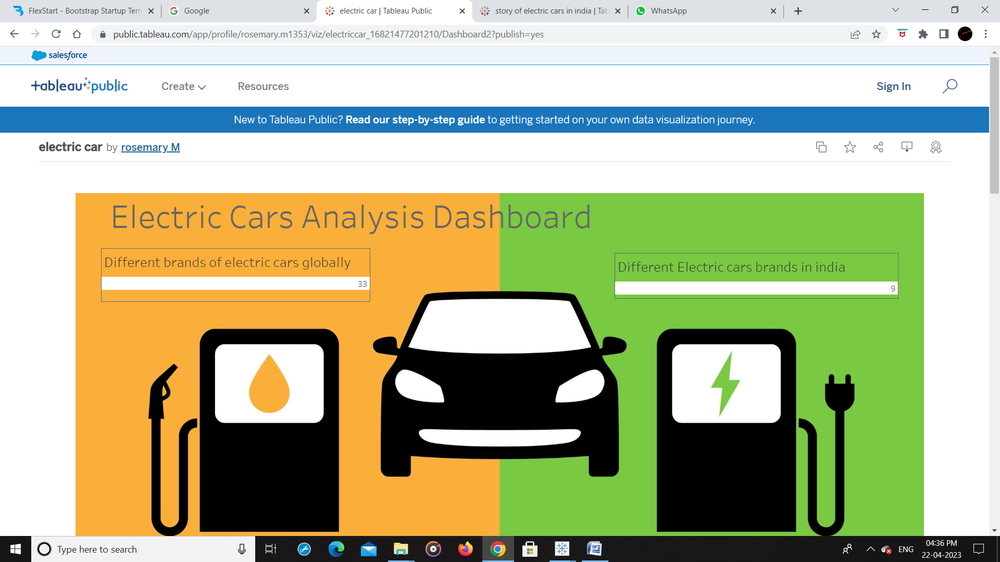 FlexStart - Bootstrap Startup Tem
Google
electric car | Tableau Public
story of electric cars in india | Tab
WhatsApp
public.tableau.com/app/profile/rosemary.m1353/viz/electriccar_16821477201210/Dashboard2?publish=yes
salesforce
+ableau public
Create
Resources
Sign In
New to Tableau Public? Read our step-by-step guide to getting started on your own data visualization journey.
electric car by rosemary M
Electric Cars Analysis Dashboard
Different brands of electric cars globally
33
Different Electric cars brands in india
9
Type here to search
ENG
04:36 PM
22-04-2023